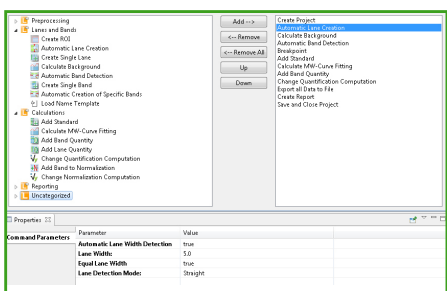 Preprocessing
Lanes and Bands
Create ROI
Automatic Lane Creation
Create Single Lane
Calculate Background
Automatic Band Detection
Create Single Band
Automatic Creation of Specific Bands
Load Name Template
Calculations
Add Standard
Calculate MW-Curve Fitting
Add Band Quantity
Add Lane Quantity
Change Quantification Computation
Add Band to Normalization
Change Normalization Computation
Reporting
Uncategorized
Add -->
<-- Remove
<-- Remove All
Up
Down
Create Project
Automatic Lane Creation
Calculate Background
Automatic Band Detection
Breakpoint
Add Standard
Calculate MW-Curve Fitting
Add Band Quantity
Change Quantification Computation
Export all Data to File
Create Report
Save and Close Project
Properties
Command Parameters
Parameter Value
Automatic Lane Width Detection true
Lane Width: 5.0
Equal Lane Width true
Lane Detection Mode: Straight